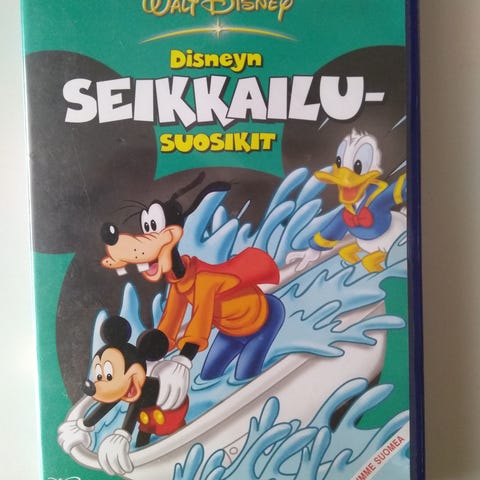 WALT DISNEY
Disneyn
SEIKKAILU-
SUOSIKIT